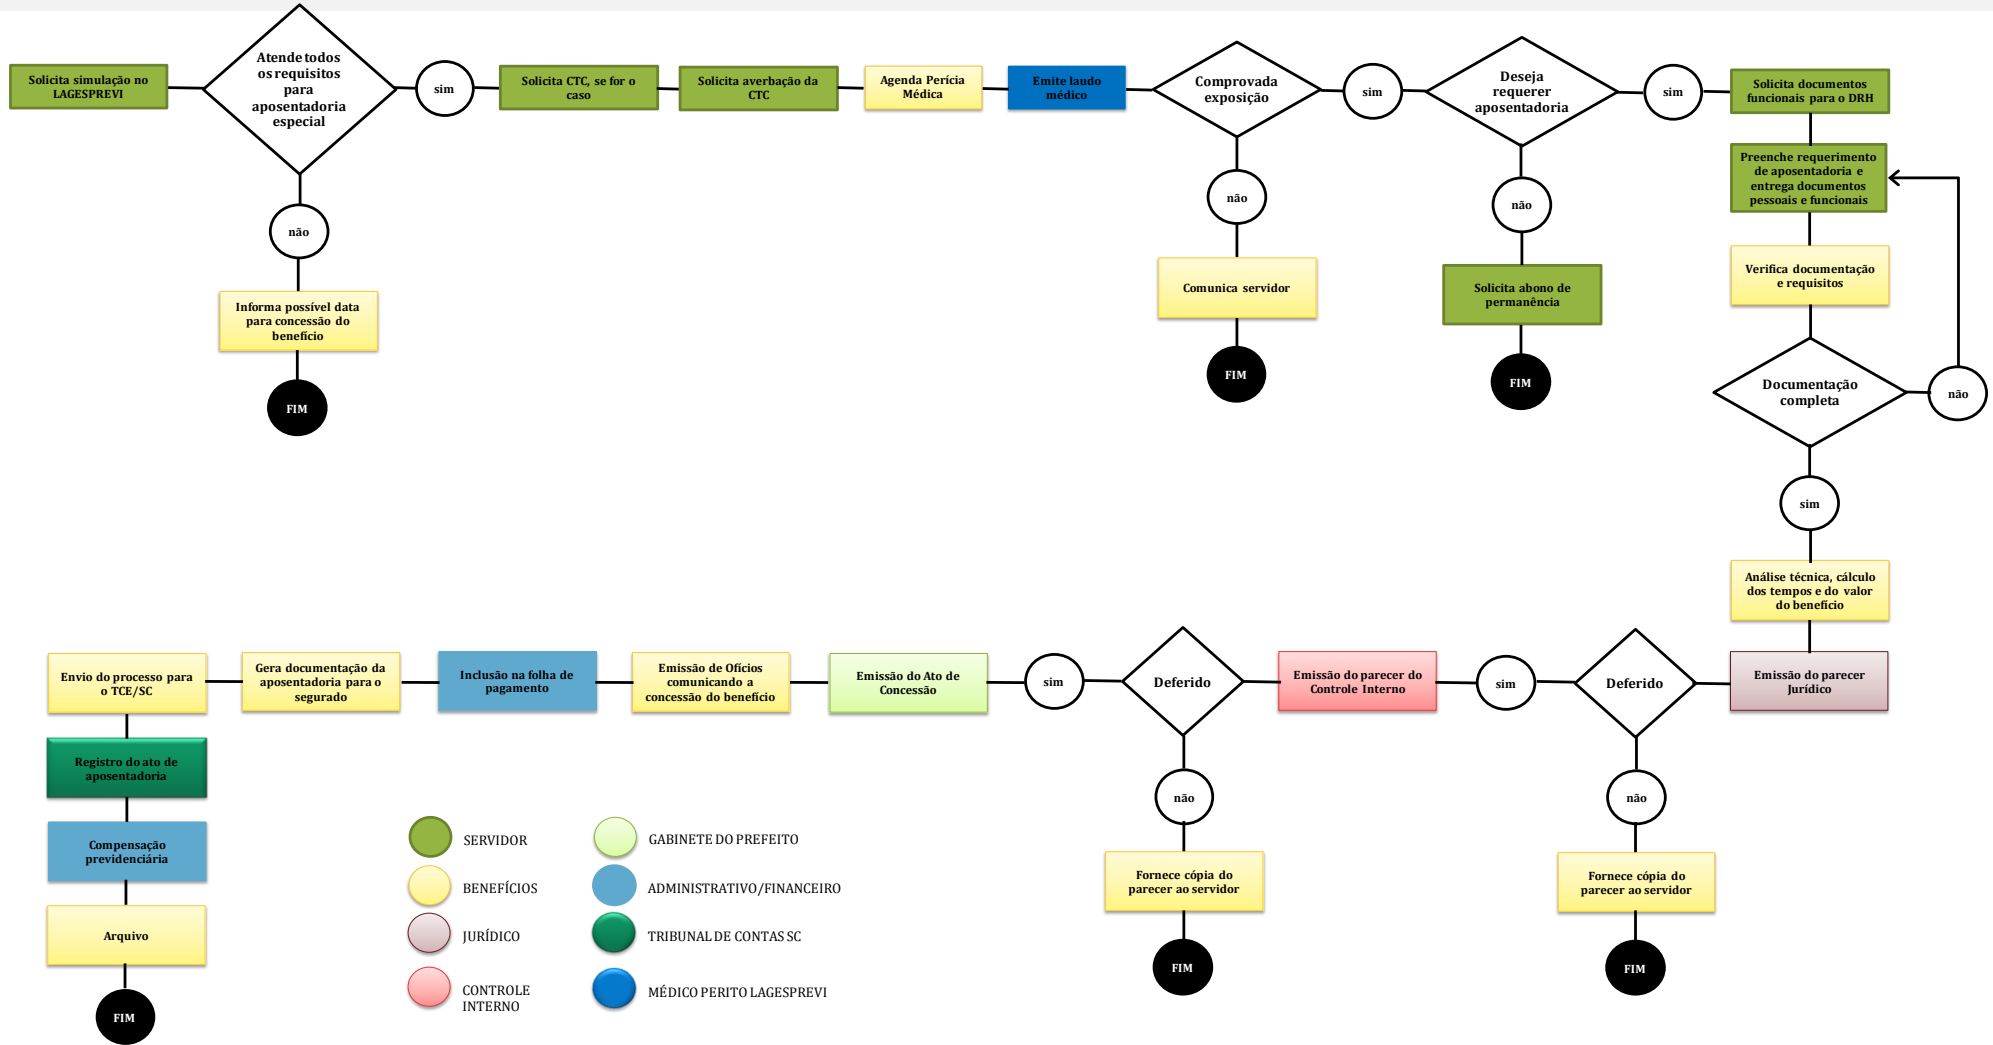 Solicita simulação no
LAGESPREVI
Atende todos
os requisitos
para
aposentadoria
especial
sim
Solicita CTC, se for o
caso
Solicita averbação da
CTC
Agenda Perícia
Médica
Emite laudo
médico
Comprovada
exposição
sim
Deseja
requerer
aposentadoria
sim
Solicita documentos
funcionais para o DRH
não
Informa possível data
para concessão do
benefício
FIM
não
Comunica servidor
FIM
não
Solicita abono de
permanência
FIM
Preenche requerimento
de aposentadoria e
entrega documentos
pessoais e funcionais
Verifica documentação
e requisitos
Documentação
completa
não
sim
Análise técnica, cálculo
dos tempos e do valor
do benefício
Emissão do parecer
Jurídico
Deferido
sim
Emissão do parecer do
Controle Interno
Deferido
sim
Emissão do Ato de
Concessão
Emissão de Ofícios
comunicando a
concessão do benefício
Inclusão na folha de
pagamento
Gera documentação da
aposentadoria para o
segurado
Envio do processo para
o TCE/SC
não
Fornece cópia do
parecer ao servidor
FIM
não
Fornece cópia do
parecer ao servidor
FIM
Registro do ato de
aposentadoria
Compensação
previdenciária
Arquivo
FIM
SERVIDOR
GABINETE DO PREFEITO
BENEFÍCIOS
ADMINISTRATIVO/FINANCEIRO
JURÍDICO
TRIBUNAL DE CONTAS SC
CONTROLE
INTERNO
MÉDICO PERITO LAGESPREVI